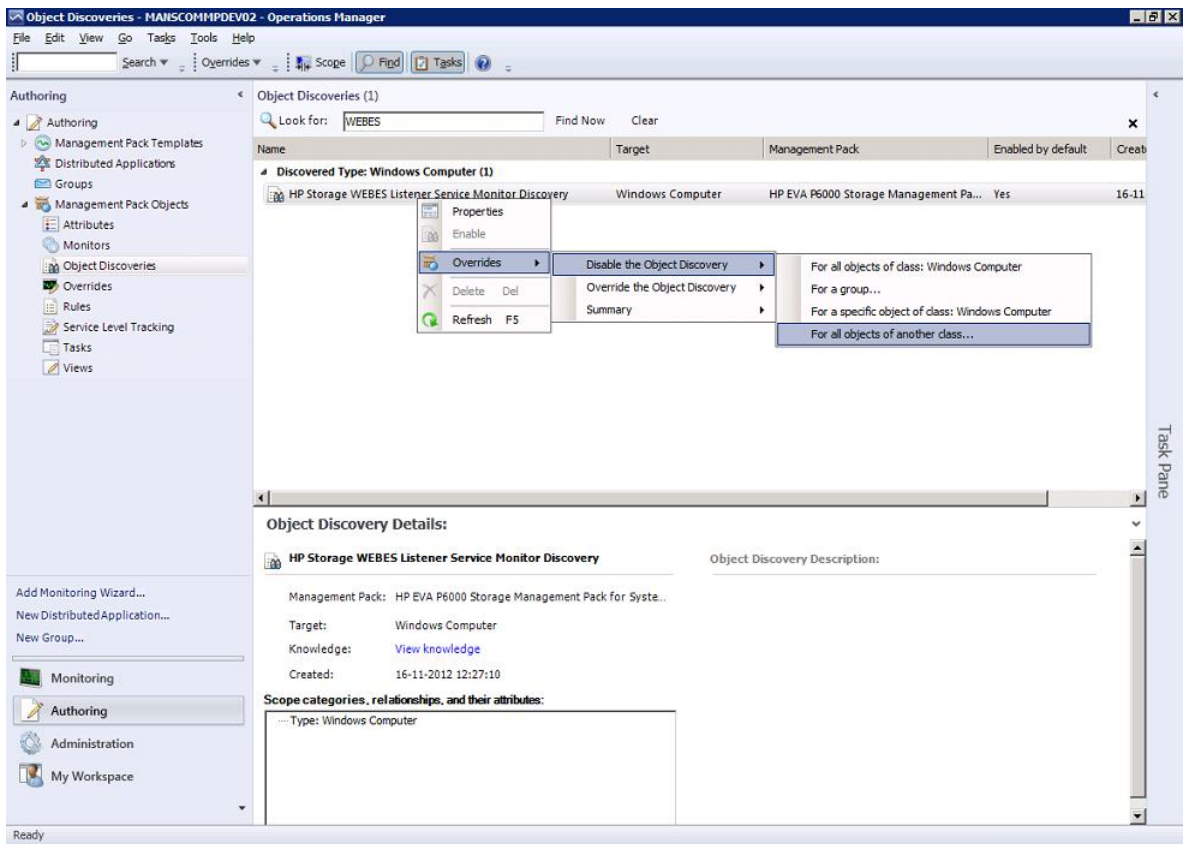 Object Discoveries - MANSCOMMPDEV02 - Operations Manager
File Edit View Go Tasks Tools Help
Search Overrides Scope Find Tasks
Authoring
Authoring
Management Pack Templates
Distributed Applications
Groups
Management Pack Objects
Attributes
Monitors
Object Discoveries
Overrides
Rules
Service Level Tracking
Tasks
Views
Add Monitoring Wizard...
New Distributed Application...
New Group...
Monitoring
Authoring
Administration
My Workspace
Object Discoveries (1)
Look for: WEBES Find Now Clear
Name Target Management Pack Enabled by default Creat
Discovered Type: Windows Computer (1)
HP Storage WEBES Listener Service Monitor Discovery Windows Computer HP EVA P6000 Storage Management Pa... Yes 16-11
Properties
Enable
Overrides
Delete Del
Refresh F5
Disable the Object Discovery
Override the Object Discovery
Summary
For all objects of class: Windows Computer
For a group...
For a specific object of class: Windows Computer
For all objects of another class...
Object Discovery Details:
HP Storage WEBES Listener Service Monitor Discovery
Object Discovery Description:
Management Pack: HP EVA P6000 Storage Management Pack for Syste...
Target: Windows Computer
Knowledge: View knowledge
Created: 16-11-2012 12:27:10
Scope categories, relationships, and their attributes:
Type: Windows Computer
Task Pane
Ready